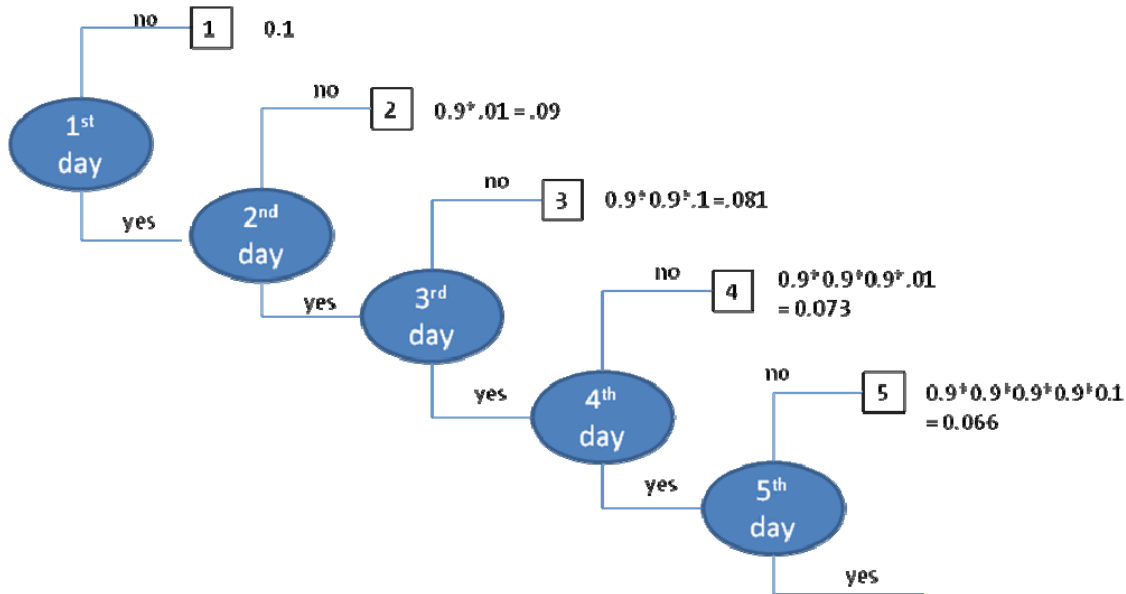 no
1
0.1
1st
day
yes
no
2
0.9*.01 = .09
2nd
day
yes
no
3
0.9*0.9*.1 =.081
3rd
day
yes
no
4
0.9*0.9*0.9*.01
= 0.073
4th
day
yes
no
5
0.9*0.9*0.9*0.9*0.1
= 0.066
5th
day
yes